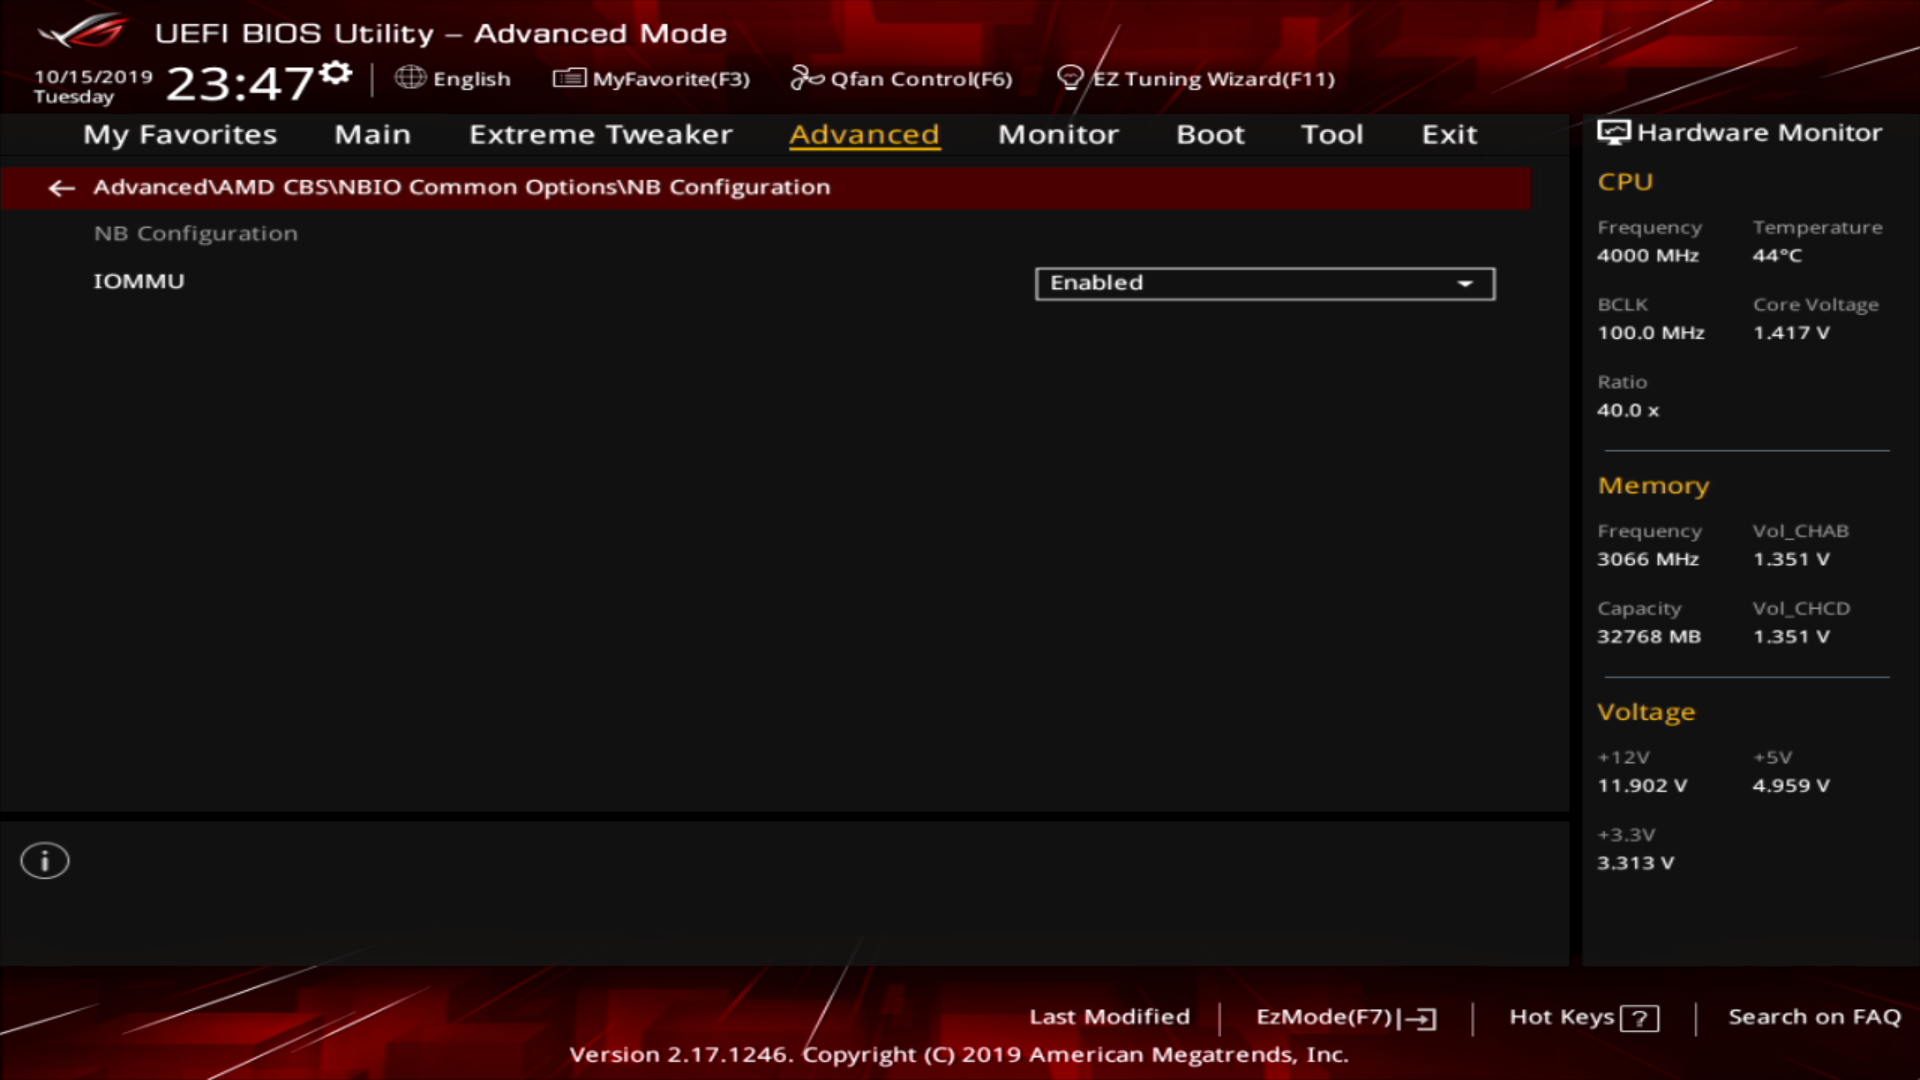 UEFI BIOS Utility – Advanced Mode
10/15/2019
Tuesday
23:47
English
MyFavorite(F3)
Qfan Control(F6)
EZ Tuning Wizard(F11)
My Favorites
Main
Extreme Tweaker
Advanced
Monitor
Boot
Tool
Exit
Advanced\AMD CBS\NBIO Common Options\NB Configuration
NB Configuration
IOMMU
Enabled
Hardware Monitor
CPU
Frequency Temperature
4000 MHz 44°C
BCLK Core Voltage
100.0 MHz 1.417 V
Ratio
40.0 x
Memory
Frequency Vol_CHAB
3066 MHz 1.351 V
Capacity Vol_CHCD
32768 MB 1.351 V
Voltage
+12V +5V
11.902 V 4.959 V
+3.3V
3.313 V
i
Last Modified
EzMode(F7)
Hot Keys ?
Search on FAQ
Version 2.17.1246. Copyright (C) 2019 American Megatrends, Inc.